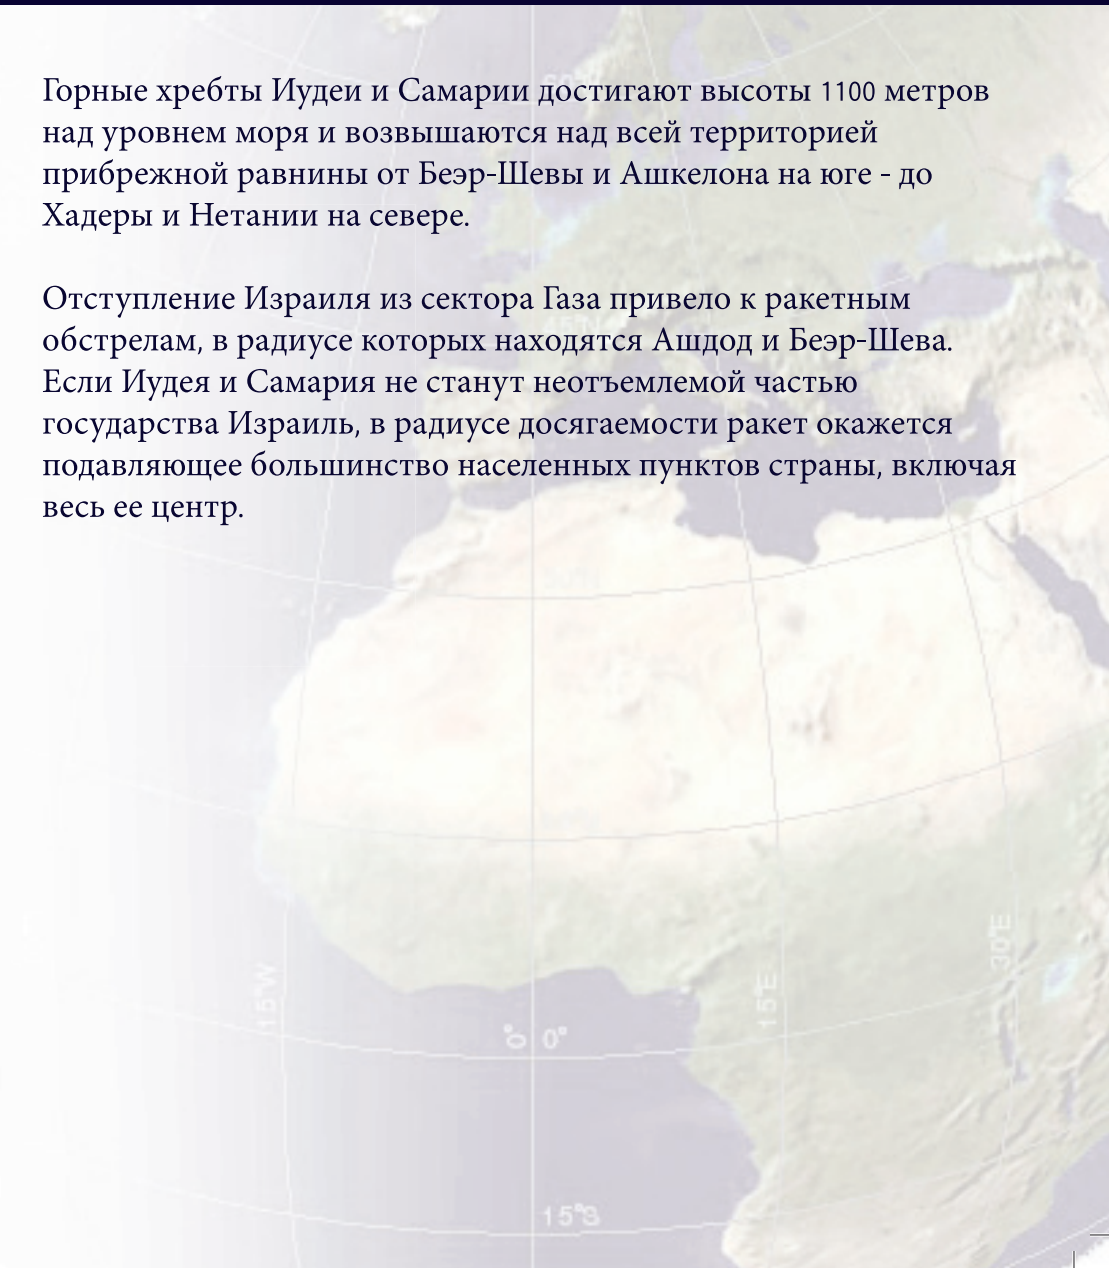 Горные хребты Иудеи и Самарии достигают высоты 1100 метров
над уровнем моря и возвышаются над всей территорией
прибрежной равнины от Беэр-Шевы и Ашкелона на юге - до
Хадеры и Нетании на севере.
Отступление Израиля из сектора Газа привело к ракетным
обстрелам, в радиусе которых находятся Ашдод и Беэр-Шева.
Если Иудея и Самария не станут неотъемлемой частью
государства Израиль, в радиусе досягаемости ракет окажется
подавляющее большинство населенных пунктов страны, включая
весь ее центр.
30°E
15°W
15°E
0° 0°
15°S